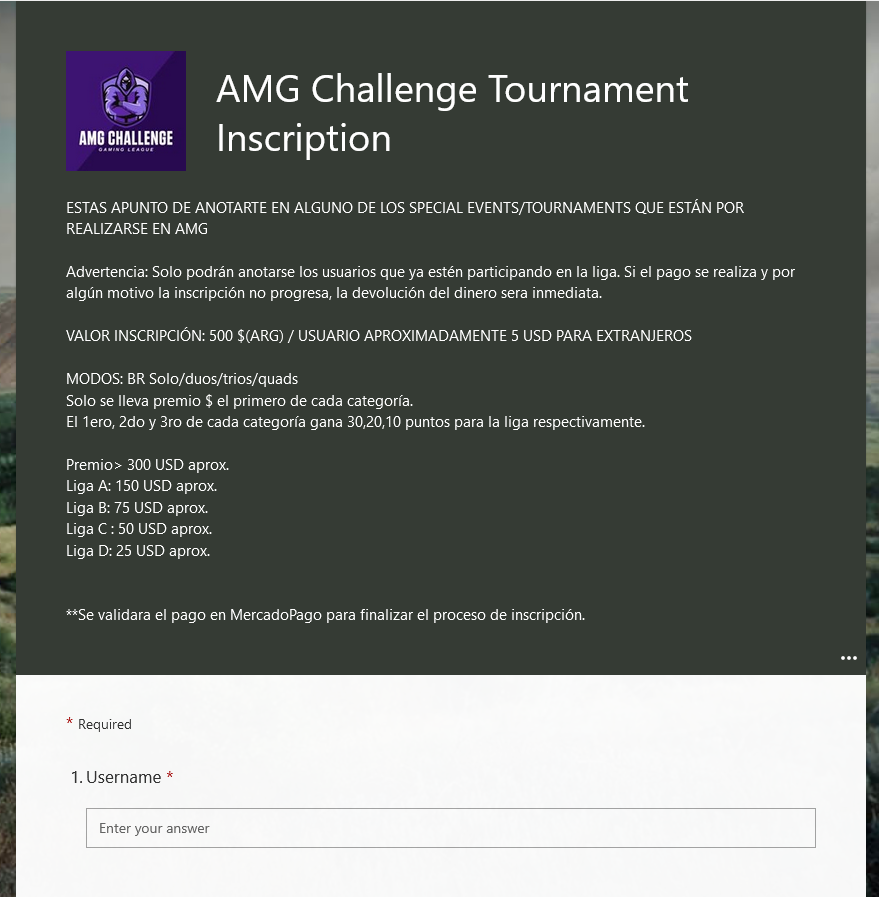 AMG CHALLENGE
GAMING LEAGUE
AMG Challenge Tournament
Inscription
ESTAS APUNTO DE ANOTARTE EN ALGUNO DE LOS SPECIAL EVENTS/TOURNAMENTS QUE ESTÁN POR
REALIZARSE EN AMG
Advertencia: Solo podrán anotarse los usuarios que ya estén participando en la liga. Si el pago se realiza y por
algún motivo la inscripción no progresa, la devolución del dinero sera inmediata.
VALOR INSCRIPCIÓN: 500 $(ARG) / USUARIO APROXIMADAMENTE 5 USD PARA EXTRANJEROS
MODOS: BR Solo/duos/trios/quads
Solo se lleva premio $ el primero de cada categoría.
El 1ero, 2do y 3ro de cada categoría gana 30,20,10 puntos para la liga respectivamente.
Premio> 300 USD aprox.
Liga A: 150 USD aprox.
Liga B: 75 USD aprox.
Liga C : 50 USD aprox.
Liga D: 25 USD aprox.
**Se validara el pago en MercadoPago para finalizar el proceso de inscripción.
* Required
1. Username *
Enter your answer